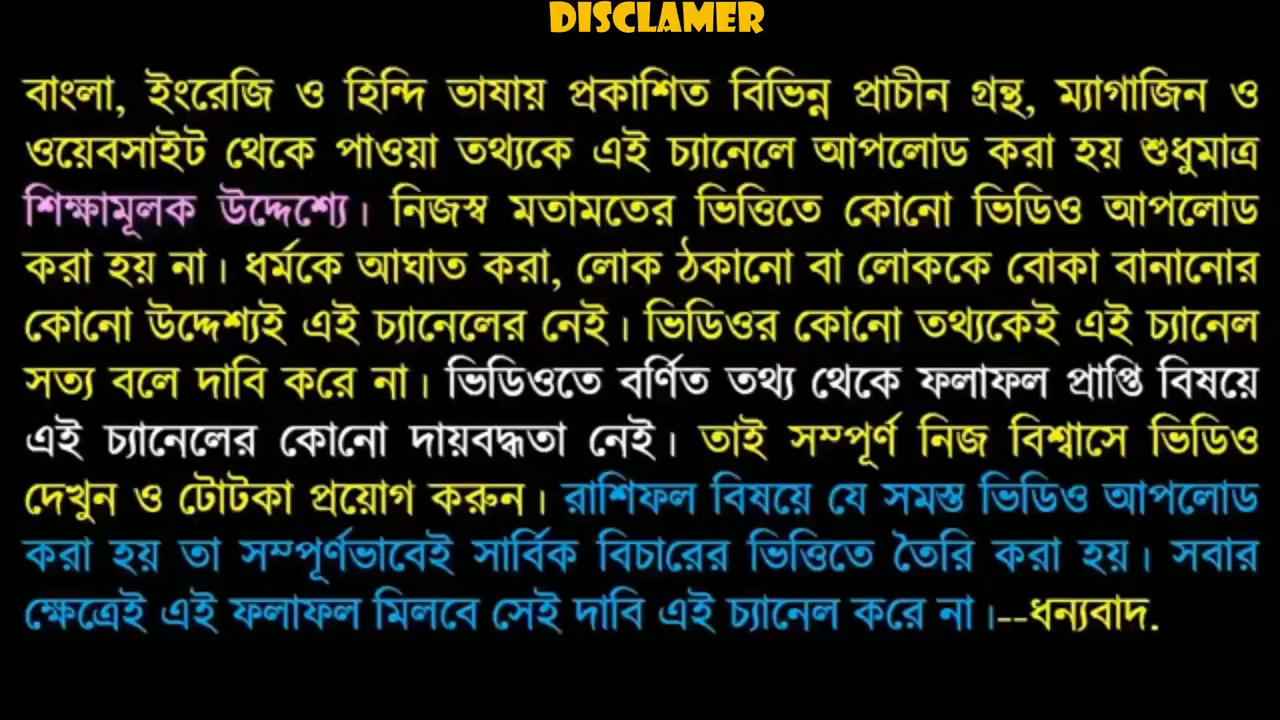 DISCLAMER
বাংলা, ইংরেজি ও হিন্দি ভাষায় প্রকাশিত বিভিন্ন প্রাচীন গ্রন্থ, ম্যাগাজিন ও
ওয়েবসাইট থেকে পাওয়া তথ্যকে এই চ্যানেলে আপলোড করা হয় শুধুমাত্র
শিক্ষামূলক উদ্দেশ্যে। নিজস্ব মতামতের ভিত্তিতে কোনো ভিডিও আপলোড
করা হয় না। ধর্মকে আঘাত করা, লোক ঠকানো বা লোককে বোকা বানানোর
কোনো উদ্দেশ্যই এই চ্যানেলের নেই। ভিডিওর কোনো তথ্যকেই এই চ্যানেল
সত্য বলে দাবি করে না। ভিডিওতে বর্ণিত তথ্য থেকে ফলাফল প্রাপ্তি বিষয়ে
এই চ্যানেলের কোনো দায়বদ্ধতা নেই। তাই সম্পূর্ণ নিজ বিশ্বাসে ভিডিও
দেখুন ও টোটকা প্রয়োগ করুন। রাশিফল বিষয়ে যে সমস্ত ভিডিও আপলোড
করা হয় তা সম্পূর্ণভাবেই সার্বিক বিচারের ভিত্তিতে তৈরি করা হয়। সবার
ক্ষেত্রেই এই ফলাফল মিলবে সেই দাবি এই চ্যানেল করে না।--ধন্যবাদ.